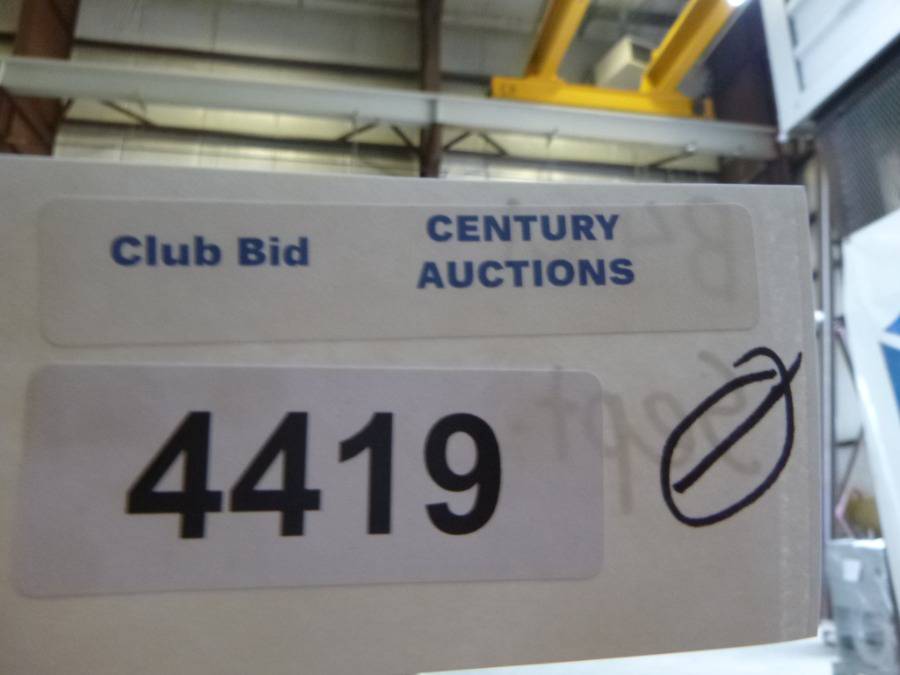 Club Bid
CENTURY
AUCTIONS
4419